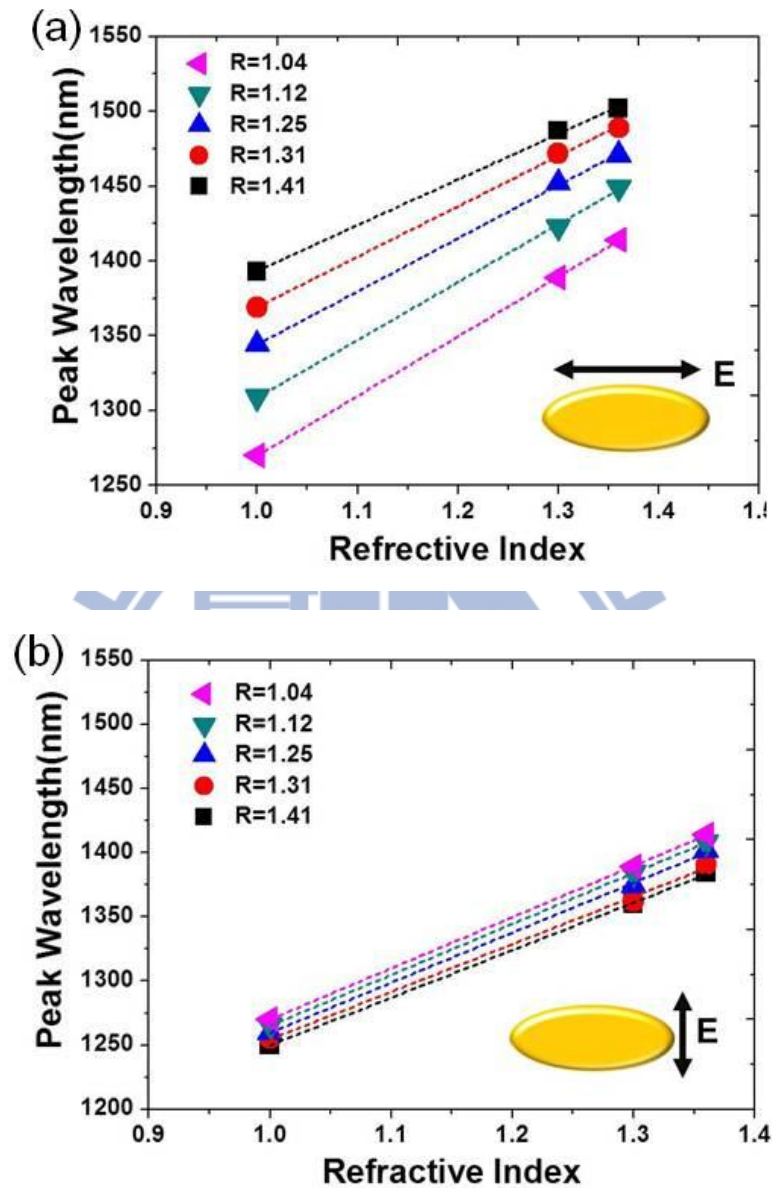 (a)
1550
1500
1450
1400
1350
1300
1250
Peak Wavelength(nm)
R=1.04
R=1.12
R=1.25
R=1.31
R=1.41
E
0.9 1.0 1.1 1.2 1.3 1.4
Refrective Index
(b)
1550
1500
1450
1400
1350
1300
1250
1200
Peak Wavelength(nm)
R=1.04
R=1.12
R=1.25
R=1.31
R=1.41
E
0.9 1.0 1.1 1.2 1.3 1.4
Refractive Index